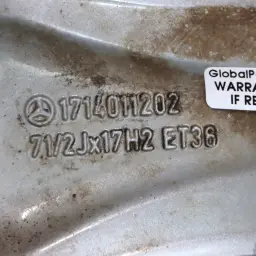 GlobalP
WARRA
IF RE
1714011202
71/2Jx17H2 ET36